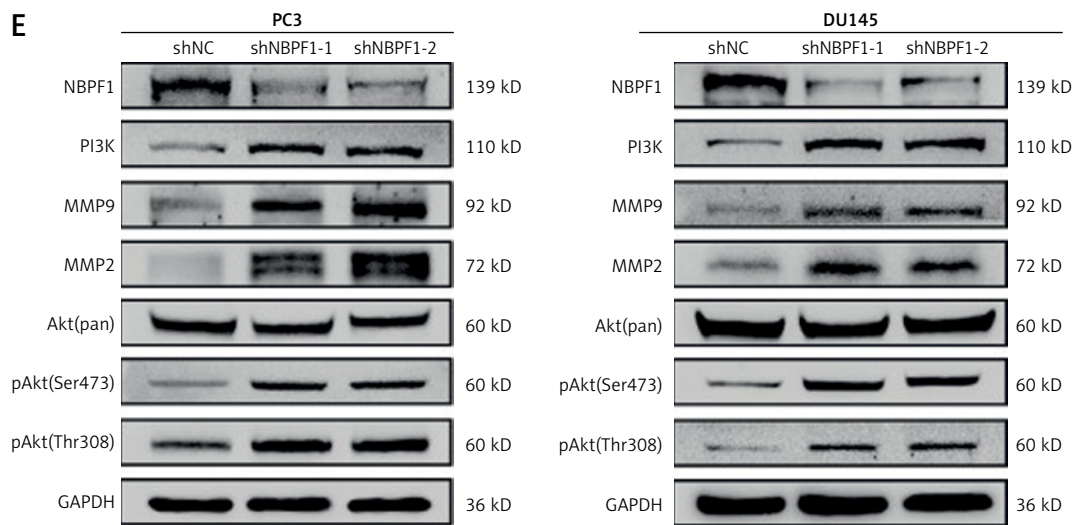 E
PC3
shNC shNBPF1-1 shNBPF1-2
NBPF1 139 kD
PI3K 110 kD
MMP9 92 kD
MMP2 72 kD
Akt(pan) 60 kD
pAkt(Ser473) 60 kD
pAkt(Thr308) 60 kD
GAPDH 36 kD
DU145
shNC shNBPF1-1 shNBPF1-2
NBPF1 139 kD
PI3K 110 kD
MMP9 92 kD
MMP2 72 kD
Akt(pan) 60 kD
pAkt(Ser473) 60 kD
pAkt(Thr308) 60 kD
GAPDH 36 kD